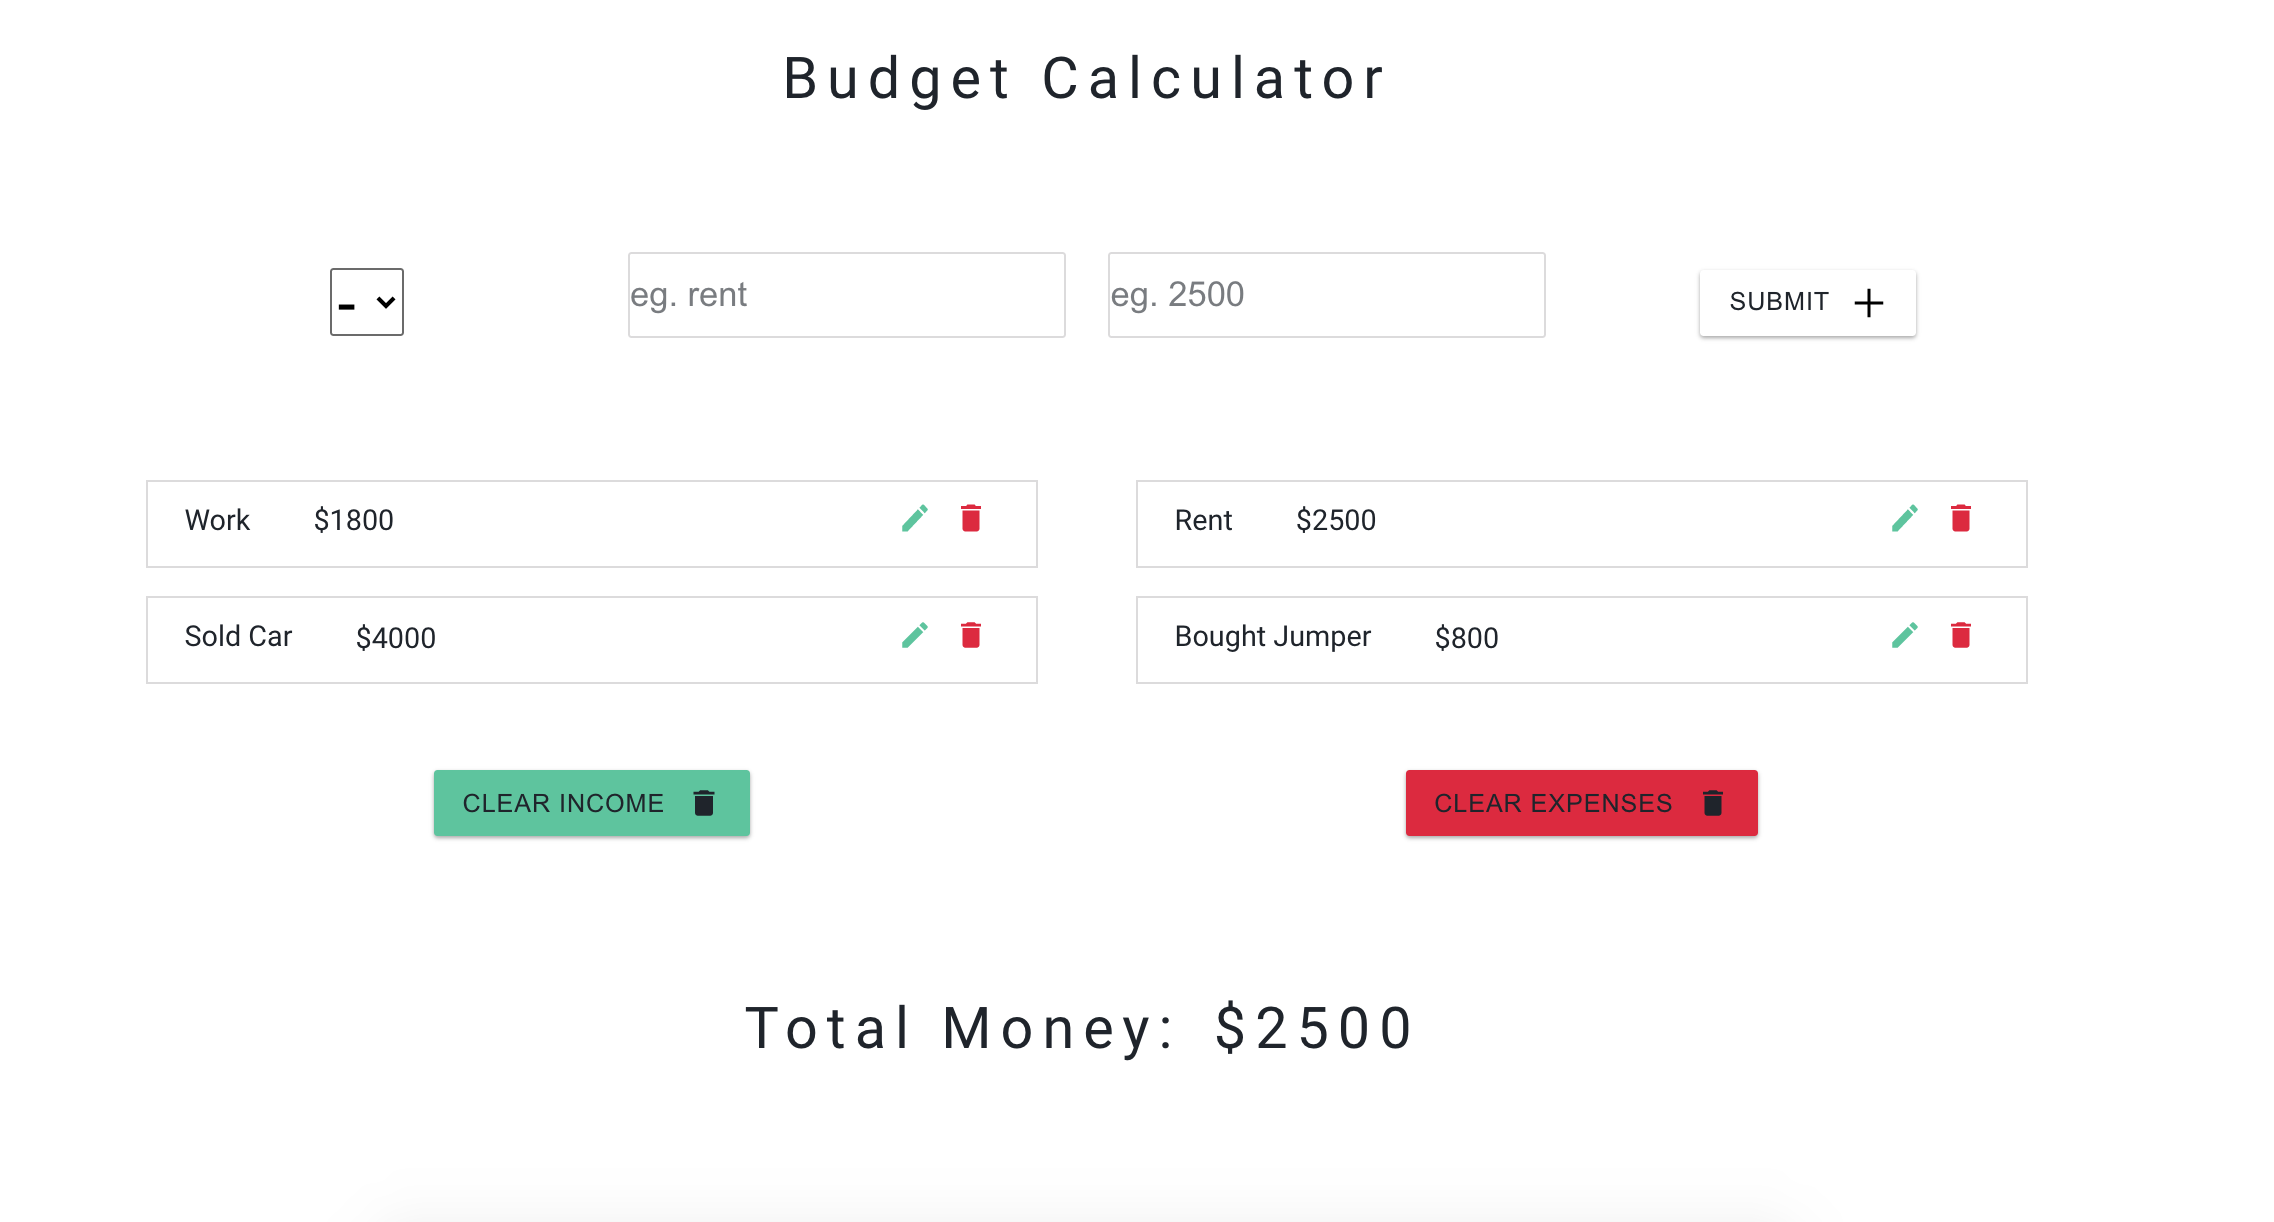 Budget Calculator
- eg. rent eg. 2500 SUBMIT +
Work $1800
Sold Car $4000
Rent $2500
Bought Jumper $800
CLEAR INCOME
CLEAR EXPENSES
Total Money: $2500